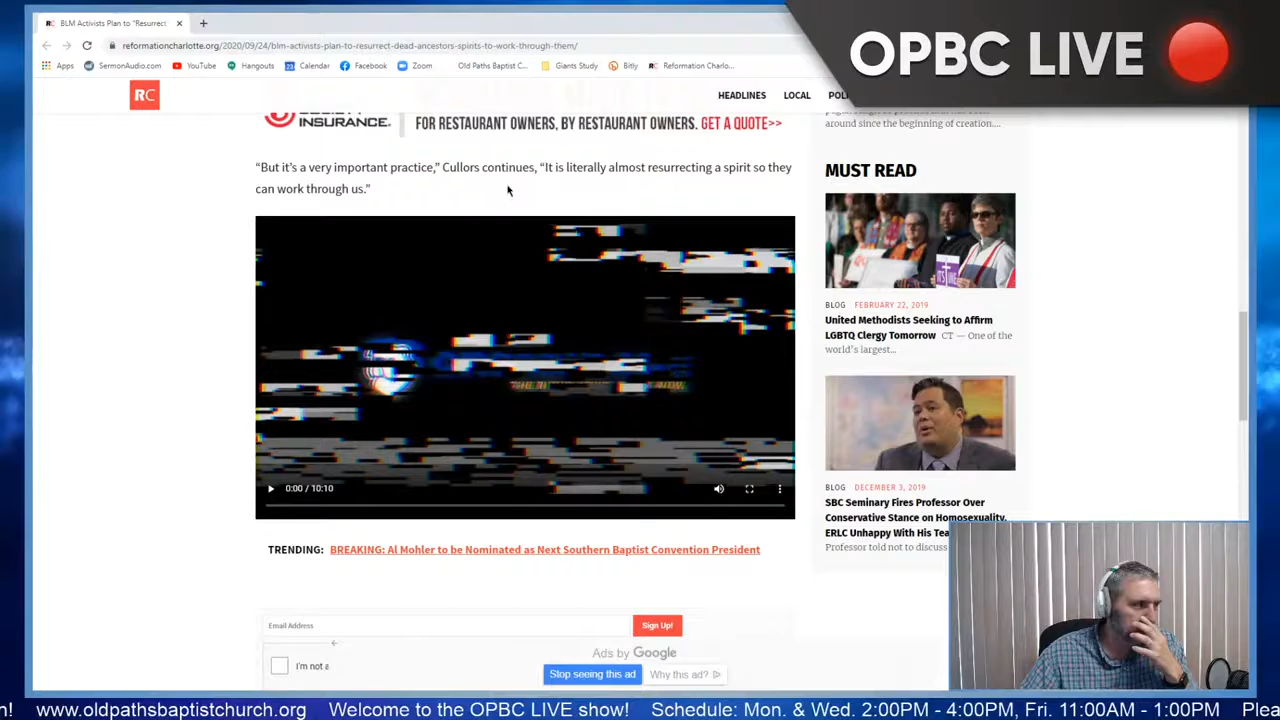 BLM Activists Plan to "Resurrect
OPBC LIVE
reformationcharlotte.org/2020/09/24/blm-activists-plan-to-resurrect-dead-ancestors-spirits-to-work-through-them/
Apps SermonAudio.com YouTube Hangouts 23 Calendar Facebook Zoom Old Paths Baptist C... Giants Study Bitly RC Reformation Charlo...
RC
HEADLINES LOCAL
INSURANCE. FOR RESTAURANT OWNERS, BY RESTAURANT OWNERS. GET A QUOTE>>
around since the beginning of creation....
“But it’s a very important practice,” Cullors continues, “It is literally almost resurrecting a spirit so they
can work through us.”
MUST READ
BLOG FEBRUARY 22, 2019
United Methodists Seeking to Affirm
LGBTQ Clergy Tomorrow CT — One of the
world’s largest...
0:00 / 10:10
BLOG DECEMBER 3, 2019
SBC Seminary Fires Professor Over
Conservative Stance on Homosexuality,
ERLC Unhappy With His
Professor told not to discuss
TRENDING: BREAKING: Al Mohler to be Nominated as Next Southern Baptist Convention President
Email Address
Sign Up!
I'm not a
Ads by Google
Stop seeing this ad
Why this ad?
www.oldpathsbaptistchurch.org Welcome to the OPBC LIVE show! Schedule: Mon. & Wed. 2:00PM - 4:00PM, Fri. 11:00AM - 1:00PM